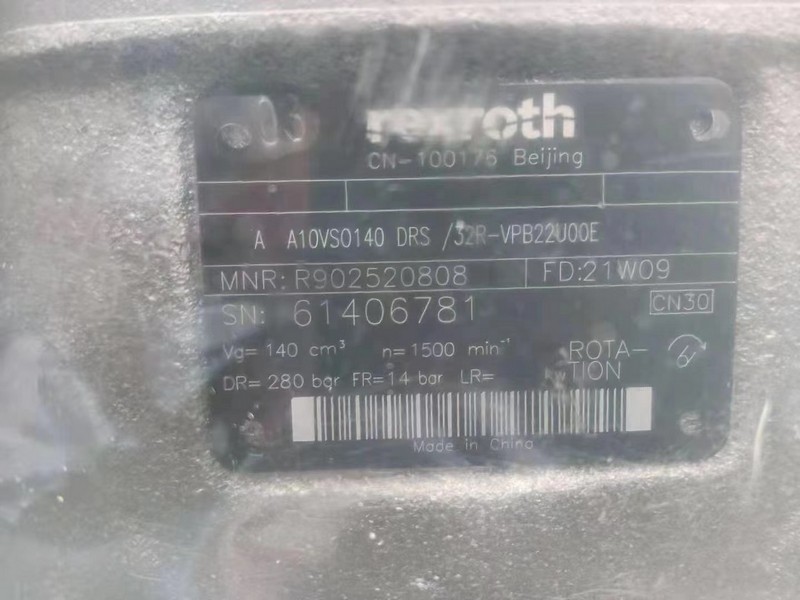 03
rexroth
CN-100176 Beijing
A A10VSO140 DRS /32R-VPB22U00E
MNR: R902520808 FD:21W09
SN: 61406781 CN30
Vg= 140 cm³ n= 1500 min⁻¹ ROTA-
TION
DR= 280 bar FR= 14 bar LR=
Made in China